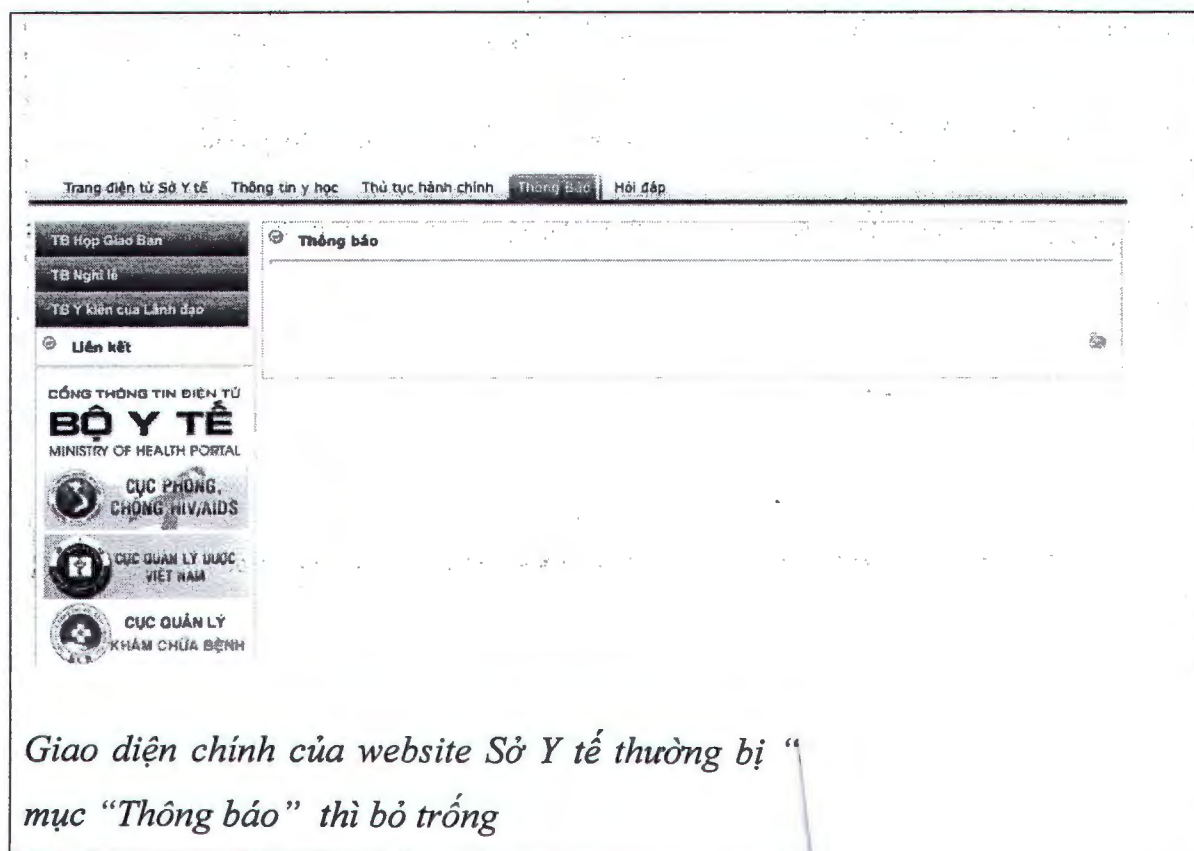 Trang điện tử Sở Y tế Thông tin y học Thủ tục hành chính Thông Báo Hỏi đáp
TB Họp Giao Ban
TB Nghỉ lễ
TB Ý kiến của Lãnh đạo
Liên kết
Thông báo
CỔNG THÔNG TIN ĐIỆN TỬ
BỘ Y TẾ
MINISTRY OF HEALTH PORTAL
CỤC PHÒNG,
CHỐNG HIV/AIDS
CỤC QUẢN LÝ DƯỢC
VIỆT NAM
CỤC QUẢN LÝ
KHÁM CHỮA BỆNH
Giao diện chính của website Sở Y tế thường bị “
mục “Thông báo” thì bỏ trống